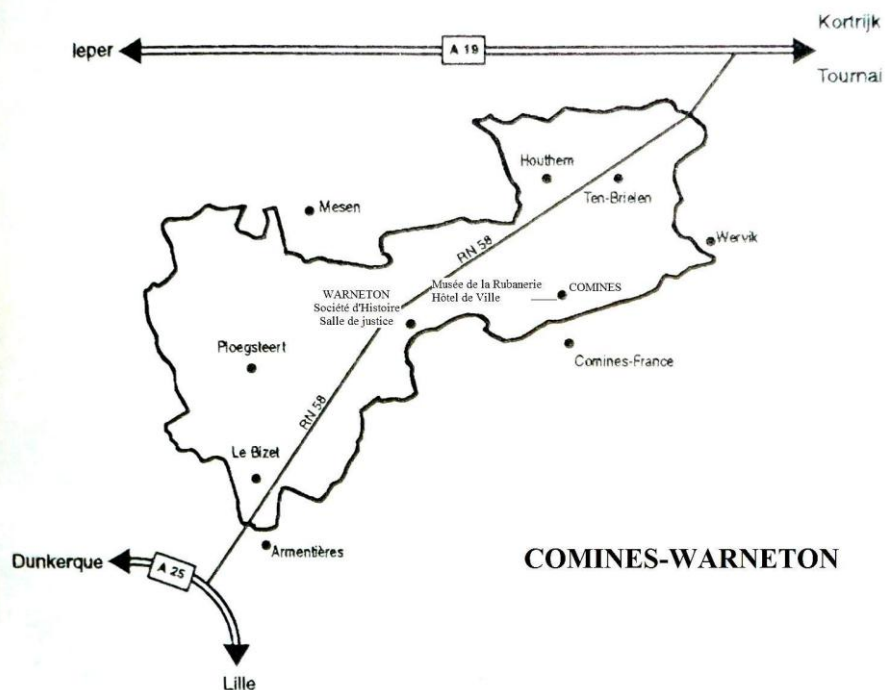 Kortrijk
Ieper
A 19
Tournai
Houthem
Ten-Brielen
Mesen
Wervik
RN 58
Musée de la Rubanerie
Hôtel de Ville
COMINES
WARNETON
Société d'Histoire
Salle de justice
Ploegsteert
Comines-France
RN 58
Le Bizet
Armentières
Dunkerque
A 25
COMINES-WARNETON
Lille